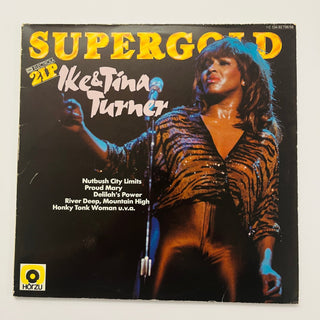 SUPERGOLD
2LP
Ike & Tina
Turner
Nutbush City Limits
Proud Mary
Delilah's Power
River Deep, Mountain High
Honky Tonk Woman u.v.a.
HÖRZU